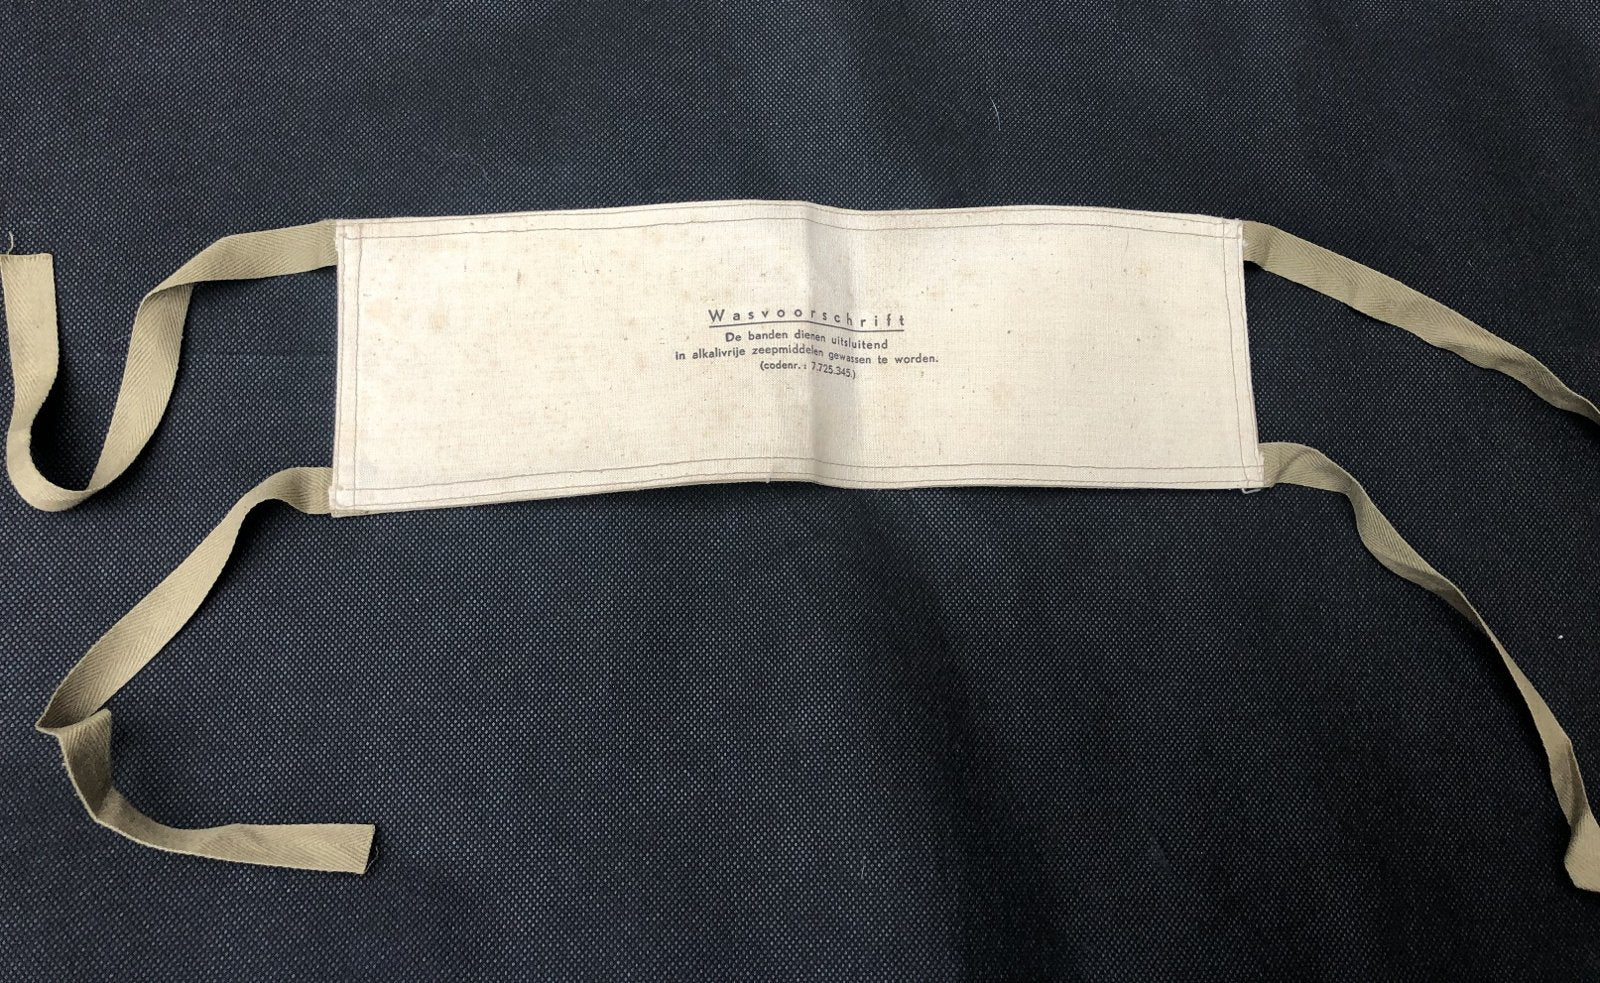 Wasvoorschrift
De banden dienen uitsluitend
in alkalivrije zeepmiddelen gewassen te worden.
(codenr.: 7.725.345.)